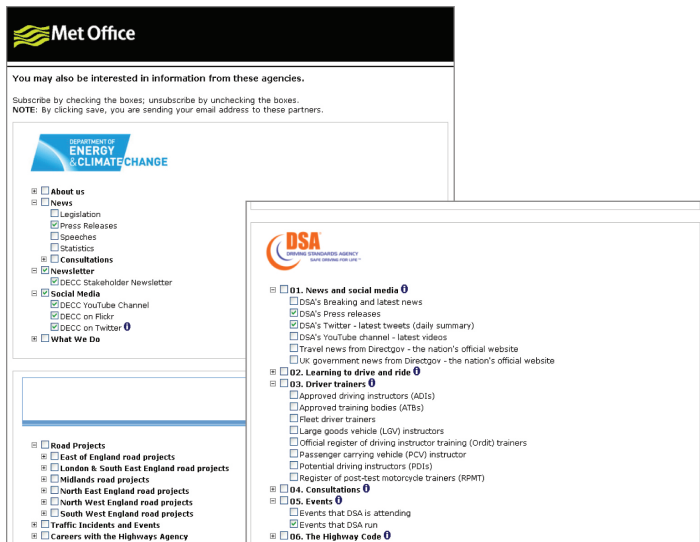 Met Office
You may also be interested in information from these agencies.
Subscribe by checking the boxes; unsubscribe by unchecking the boxes.
NOTE: By clicking save, you are sending your email address to these partners.
DEPARTMENT OF
ENERGY
& CLIMATE CHANGE
About us
News
Legislation
Press Releases
Speeches
Statistics
Consultations
Newsletter
DECC Stakeholder Newsletter
Social Media
DECC YouTube Channel
DECC on Flickr
DECC on Twitter
What We Do
Road Projects
East of England road projects
London & South East England road projects
Midlands road projects
North East England road projects
North West England road projects
South West England road projects
Traffic Incidents and Events
Careers with the Highways Agency
DSA
DRIVING STANDARDS AGENCY
SAFE DRIVING FOR LIFE™
01. News and social media
DSA's Breaking and latest news
DSA's Press releases
DSA's Twitter - latest tweets (daily summary)
DSA's YouTube channel - latest videos
Travel news from Directgov - the nation's official website
UK government news from Directgov - the nation's official website
02. Learning to drive and ride
03. Driver trainers
Approved driving instructors (ADIs)
Approved training bodies (ATBs)
Fleet driver trainers
Large goods vehicle (LGV) instructors
Official register of driving instructor training (Ordit) trainers
Passenger carrying vehicle (PCV) instructor
Potential driving instructors (PDIs)
Register of post-test motorcycle trainers (RPMT)
04. Consultations
05. Events
Events that DSA is attending
Events that DSA run
06. The Highway Code